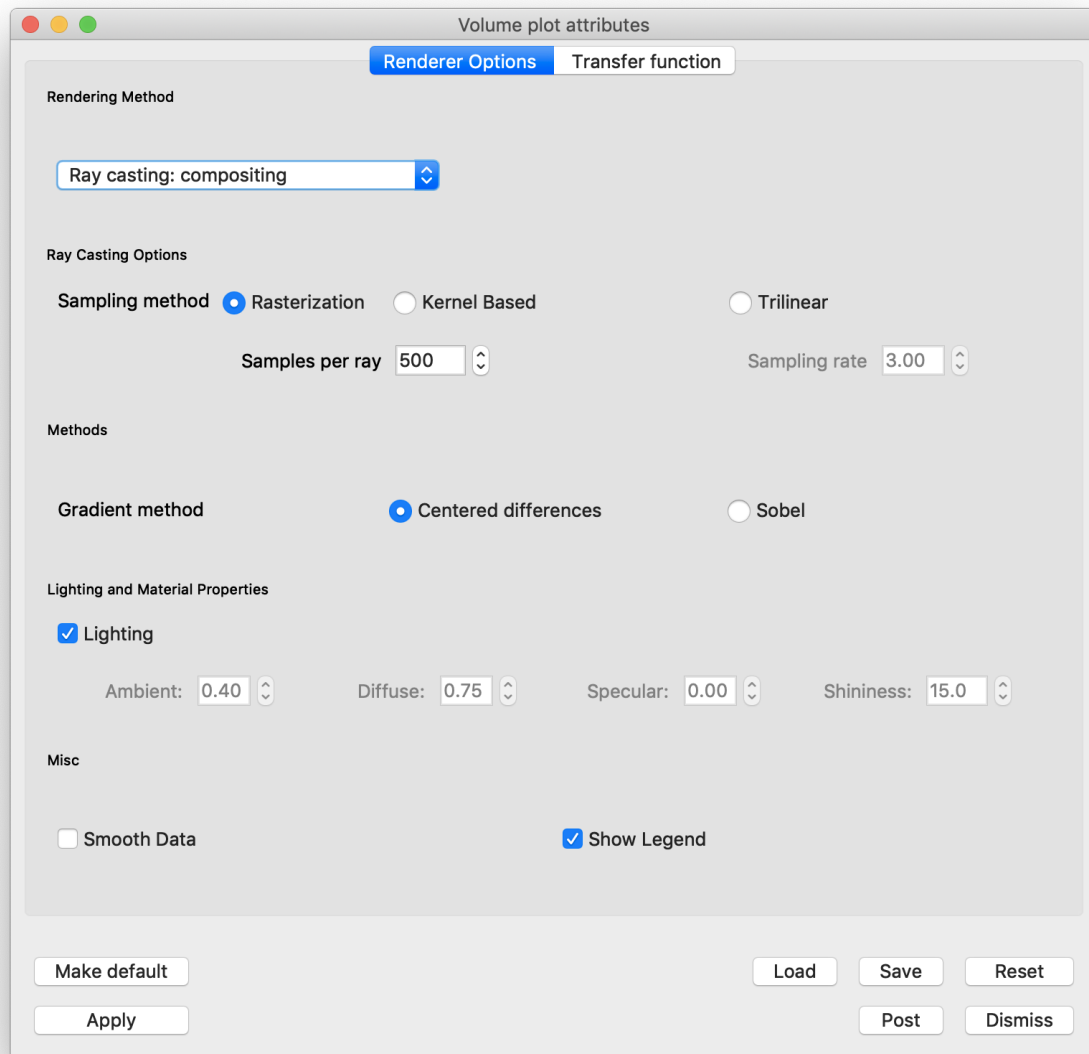 Volume plot attributes
Renderer Options Transfer function
Rendering Method
Ray casting: compositing
Ray Casting Options
Sampling method Rasterization Kernel Based Trilinear
Samples per ray 500 Sampling rate 3.00
Methods
Gradient method Centered differences Sobel
Lighting and Material Properties
Lighting
Ambient: 0.40 Diffuse: 0.75 Specular: 0.00 Shininess: 15.0
Misc
Smooth Data Show Legend
Make default Load Save Reset
Apply Post Dismiss